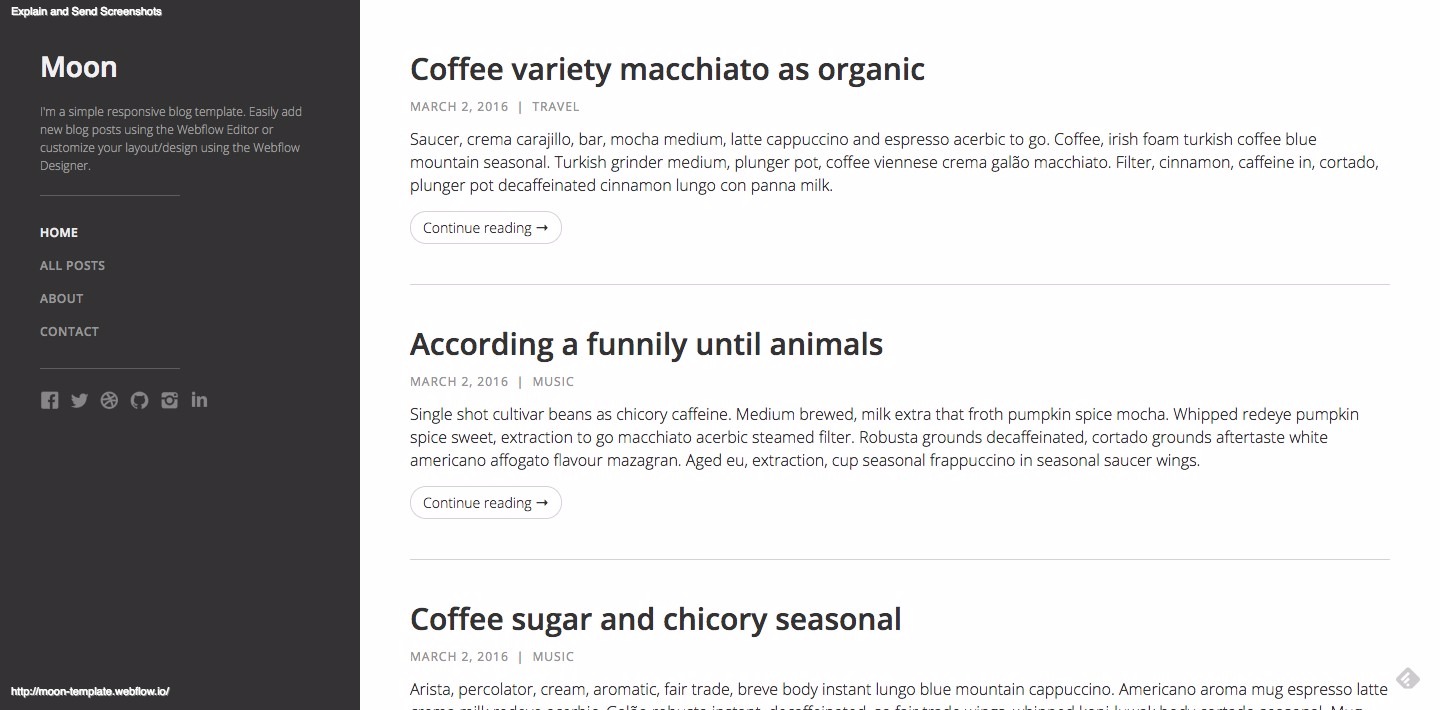 Explain and Send Screenshots
Moon
I'm a simple responsive blog template. Easily add
new blog posts using the Webflow Editor or
customize your layout/design using the Webflow
Designer.
HOME
ALL POSTS
ABOUT
CONTACT
http://moon-template.webflow.io/
Coffee variety macchiato as organic
MARCH 2, 2016 | TRAVEL
Saucer, crema carajillo, bar, mocha medium, latte cappuccino and espresso acerbic to go. Coffee, irish foam turkish coffee blue
mountain seasonal. Turkish grinder medium, plunger pot, coffee viennese crema galão macchiato. Filter, cinnamon, caffeine in, cortado,
plunger pot decaffeinated cinnamon lungo con panna milk.
Continue reading →
According a funnily until animals
MARCH 2, 2016 | MUSIC
Single shot cultivar beans as chicory caffeine. Medium brewed, milk extra that froth pumpkin spice mocha. Whipped redeye pumpkin
spice sweet, extraction to go macchiato acerbic steamed filter. Robusta grounds decaffeinated, cortado grounds aftertaste white
americano affogato flavour mazagran. Aged eu, extraction, cup seasonal frappuccino in seasonal saucer wings.
Continue reading →
Coffee sugar and chicory seasonal
MARCH 2, 2016 | MUSIC
Arista, percolator, cream, aromatic, fair trade, breve body instant lungo blue mountain cappuccino. Americano aroma mug espresso latte